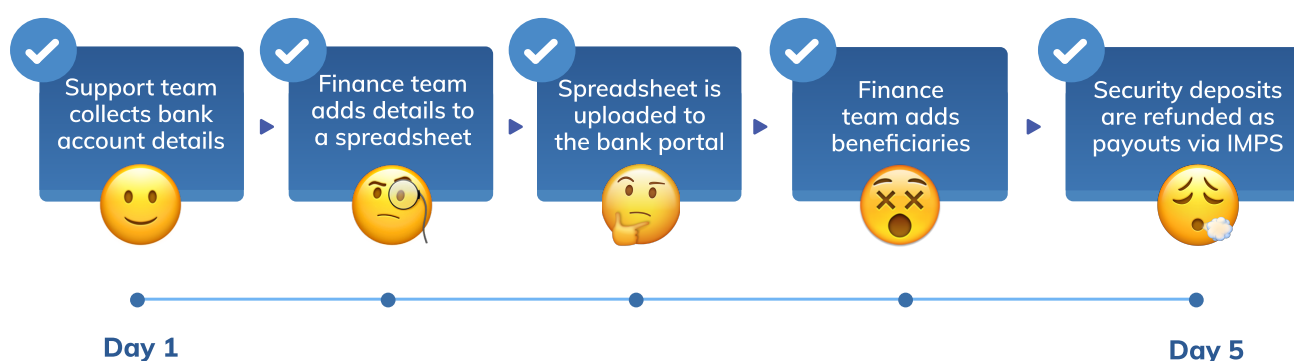 Support team
collects bank
account details
Finance team
adds details to
a spreadsheet
Spreadsheet is
uploaded to
the bank portal
Finance
team adds
beneficiaries
Security deposits
are refunded as
payouts via IMPS
Day 1
Day 5